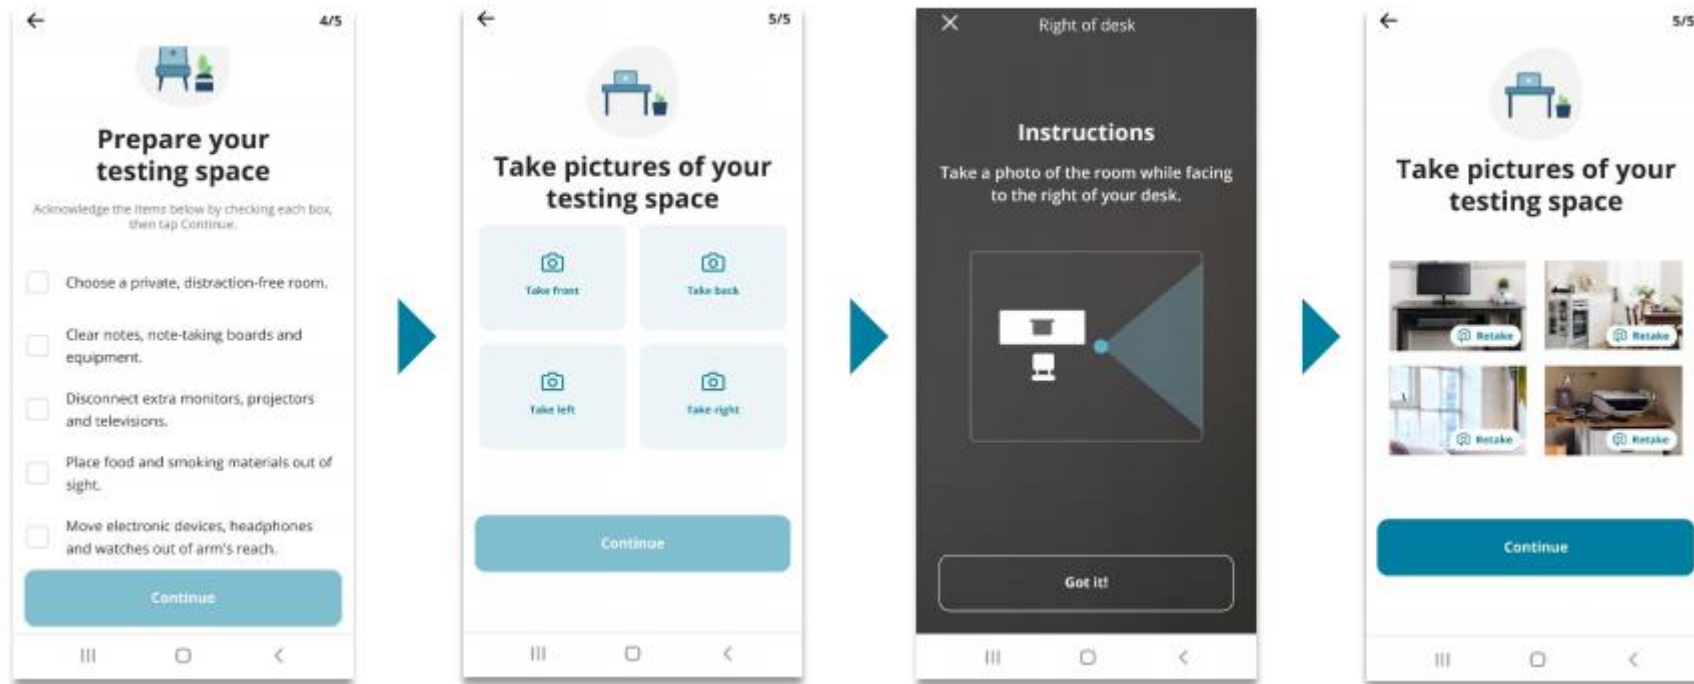 4/5
Prepare your
testing space
Acknowledge the items below by checking each box,
then tap Continue.
Choose a private, distraction-free room.
Clear notes, note-taking boards and
equipment.
Disconnect extra monitors, projectors
and televisions.
Place food and smoking materials out of
sight.
Move electronic devices, headphones
and watches out of arm's reach.
Continue
5/5
Take pictures of your
testing space
Take front
Take back
Take left
Take right
Continue
Right of desk
Instructions
Take a photo of the room while facing
to the right of your desk.
Got it!
5/5
Take pictures of your
testing space
Retake
Retake
Retake
Retake
Continue